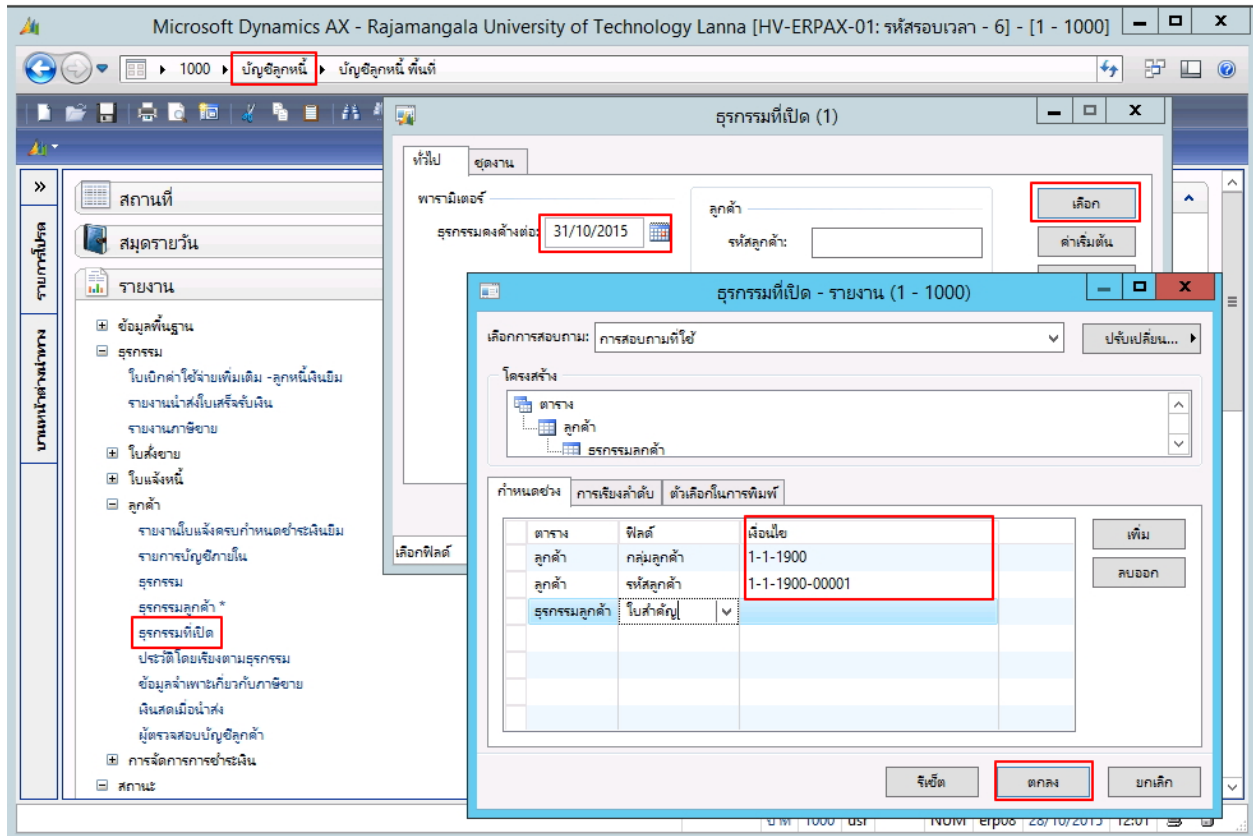 Microsoft Dynamics AX - Rajamangala University of Technology Lanna [HV-ERPAX-01: รหัสรอบเวลา - 6] - [1 - 1000]
1000 บัญชีลูกหนี้ บัญชีลูกหนี้ พื้นที่
รายการโปรด
บานหน้าต่างนำทาง
สถานที่
สมุดรายวัน
รายงาน
ข้อมูลพื้นฐาน
ธุรกรรม
ใบเบิกค่าใช้จ่ายเพิ่มเติม -ลูกหนี้เงินยืม
รายงานนำส่งใบเสร็จรับเงิน
รายงานภาษีขาย
ใบสั่งขาย
ใบแจ้งหนี้
ลูกค้า
รายงานใบแจ้งครบกำหนดชำระเงินยืม
รายการบัญชีภายใน
ธุรกรรม
ธุรกรรมลูกค้า *
ธุรกรรมที่เปิด
ประวัติโดยเรียงตามธุรกรรม
ข้อมูลจำเพาะเกี่ยวกับภาษีขาย
เงินสดเมื่อนำส่ง
ผู้ตรวจสอบบัญชีลูกค้า
การจัดการการชำระเงิน
สถานะ
ธุรกรรมที่เปิด (1)
ทั่วไป ชุดงาน
พารามิเตอร์
ธุรกรรมคงค้างต่อ: 31/10/2015
ลูกค้า
รหัสลูกค้า:
เลือก
ค่าเริ่มต้น
เลือกฟิลด์
ธุรกรรมที่เปิด - รายงาน (1 - 1000)
เลือกการสอบถาม: การสอบถามที่ใช้ ปรับเปลี่ยน...
โครงสร้าง
ตาราง
ลูกค้า
ธุรกรรมลูกค้า
กำหนดช่วง การเรียงลำดับ ตัวเลือกในการพิมพ์
ตาราง ฟิลด์ เงื่อนไข
ลูกค้า กลุ่มลูกค้า 1-1-1900
ลูกค้า รหัสลูกค้า 1-1-1900-00001
ธุรกรรมลูกค้า ใบสำคัญ
เพิ่ม
ลบออก
รีเซ็ต ตกลง ยกเลิก
บาท 1000 usr NUM erp08 28/10/2015 12:01